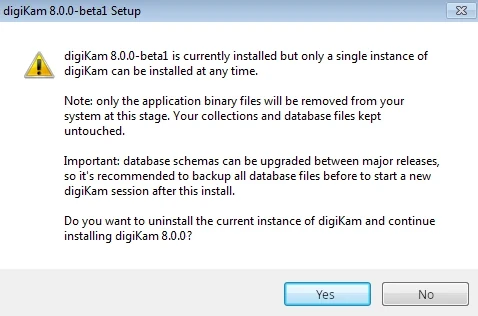 digiKam 8.0.0-beta1 Setup
digiKam 8.0.0-beta1 is currently installed but only a single instance of
digiKam can be installed at any time.
Note: only the application binary files will be removed from your
system at this stage. Your collections and database files kept
untouched.
Important: database schemas can be upgraded between major releases,
so it's recommended to backup all database files before to start a new
digiKam session after this install.
Do you want to uninstall the current instance of digiKam and continue
installing digiKam 8.0.0?
Yes
No